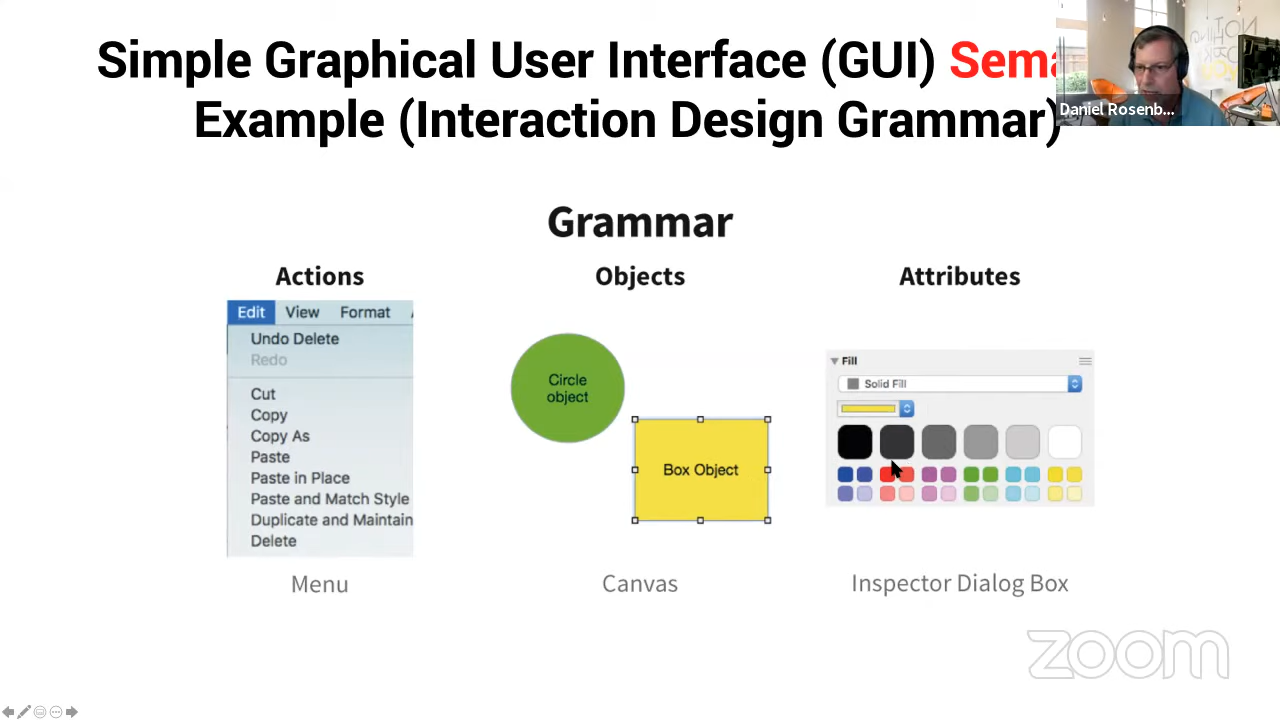 Simple Graphical User Interface (GUI) Sema
Example (Interaction Design Grammar)
Daniel Rosenb...
Grammar
Actions
Objects
Attributes
Edit View Format
Undo Delete
Redo
Cut
Copy
Copy As
Paste
Paste in Place
Paste and Match Style
Duplicate and Maintain
Delete
Circle
object
Box Object
Fill
Solid Fill
Menu
Canvas
Inspector Dialog Box
zoom